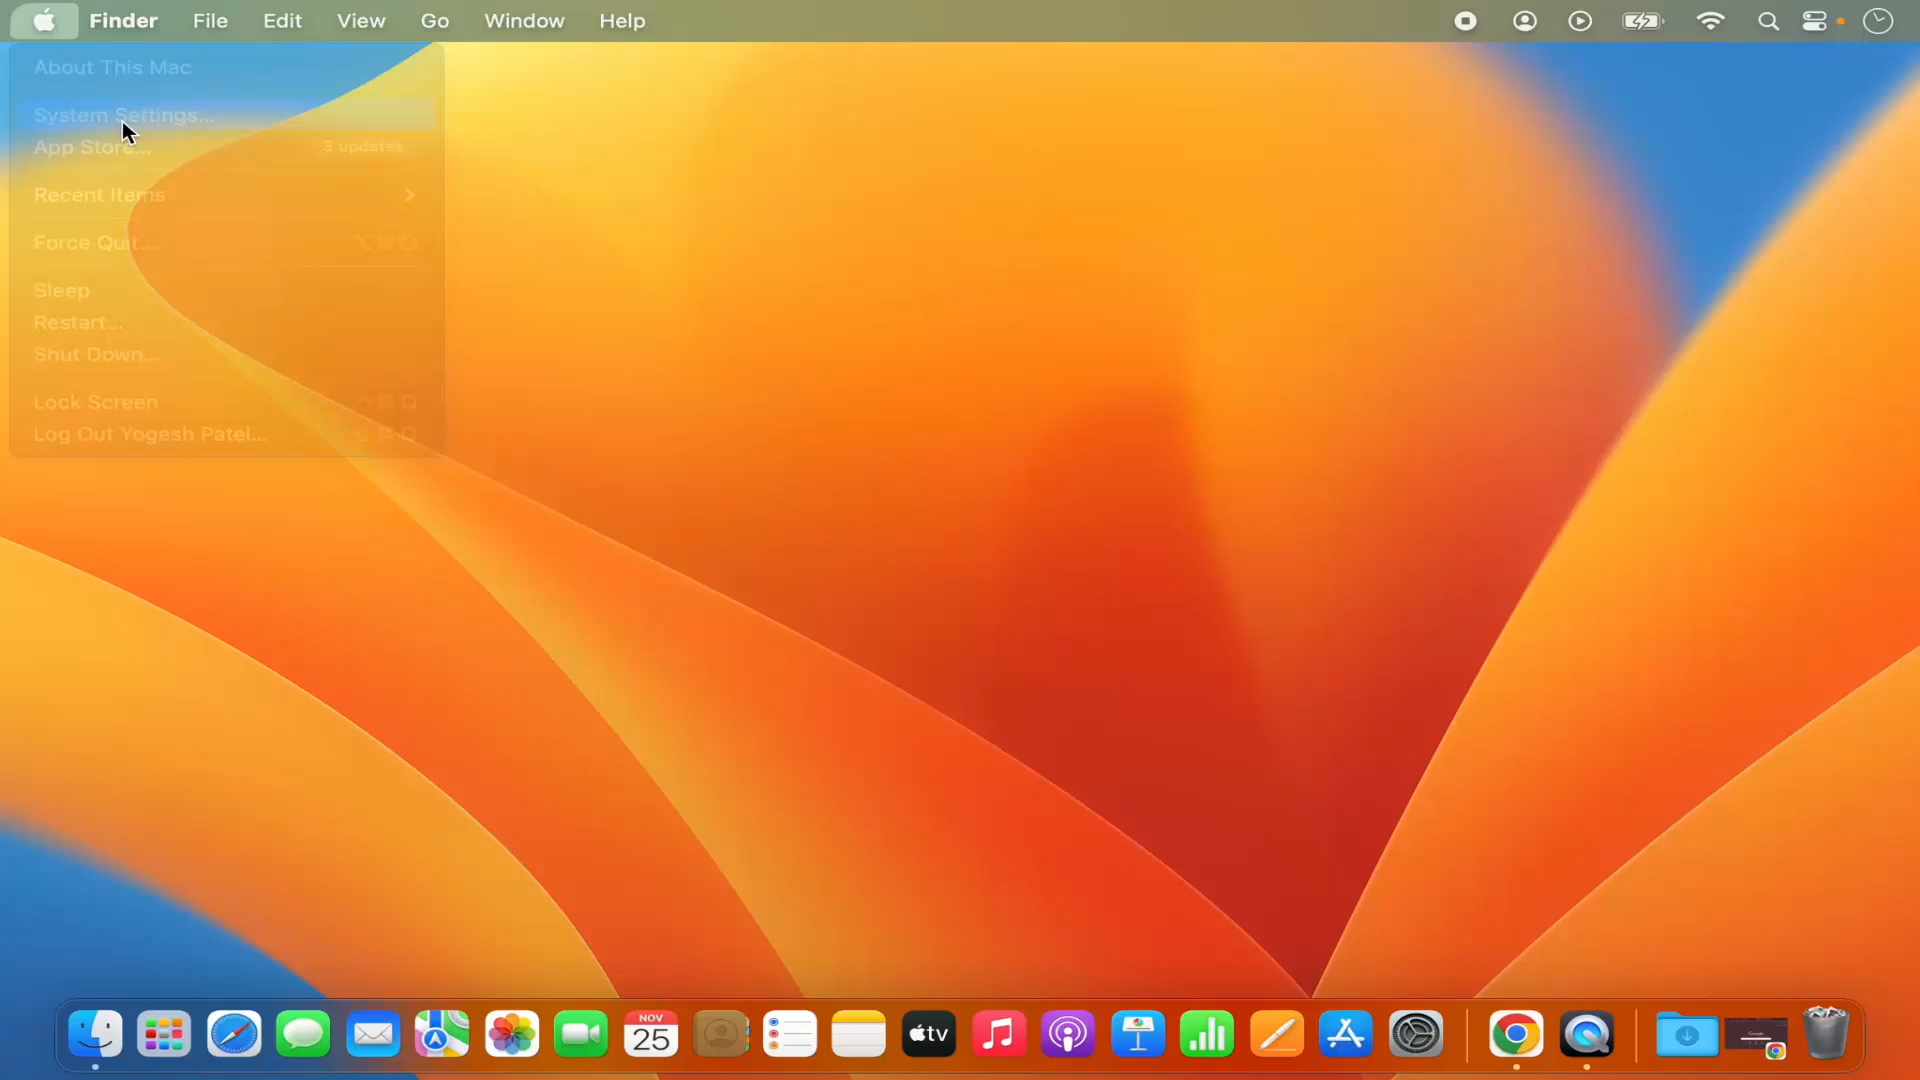 Finder File Edit View Go Window Help
About This Mac
System Settings...
App Store... 3 updates
Recent Items
Force Quit...
Sleep
Restart...
Shut Down...
Lock Screen
Log Out Yogesh Patel...
NOV
25
tv